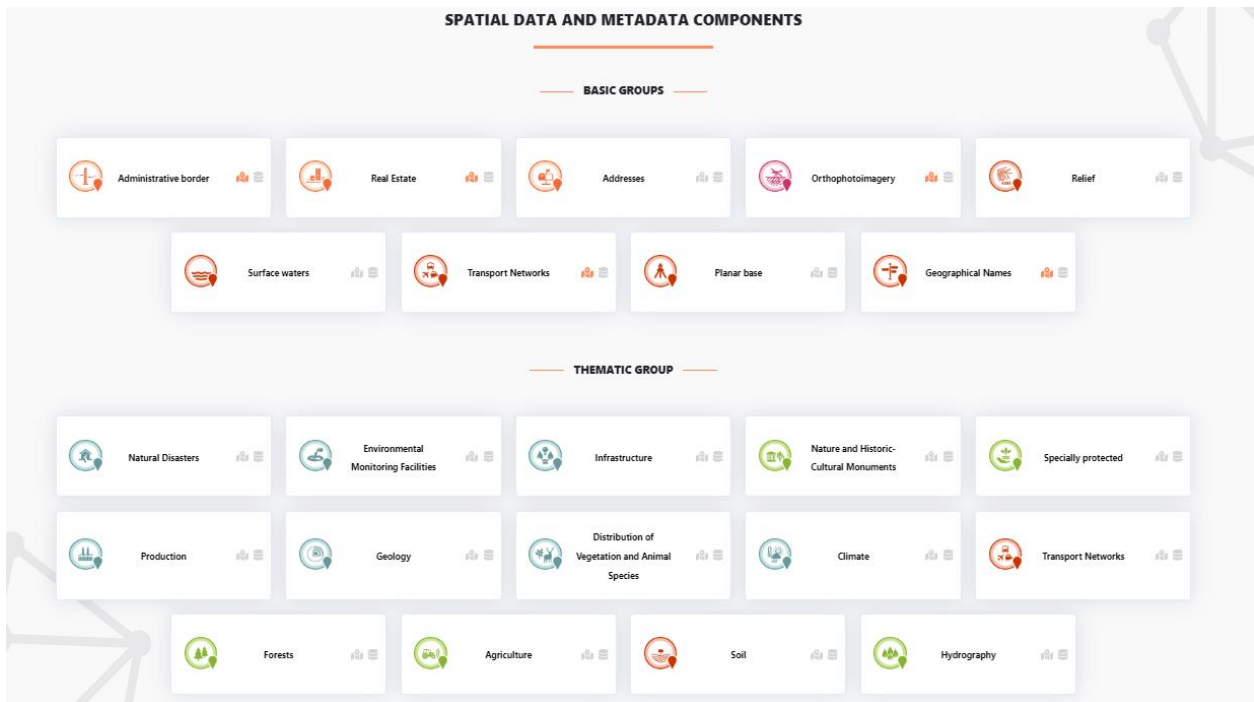 SPATIAL DATA AND METADATA COMPONENTS
BASIC GROUPS
Administrative border
Real Estate
Addresses
Orthophotoimagery
Relief
Surface waters
Transport Networks
Planar base
Geographical Names
THEMATIC GROUP
Natural Disasters
Environmental
Monitoring Facilities
Infrastructure
Nature and Historic-
Cultural Monuments
Specially protected
Production
Geology
Distribution of
Vegetation and Animal
Species
Climate
Transport Networks
Forests
Agriculture
Soil
Hydrography